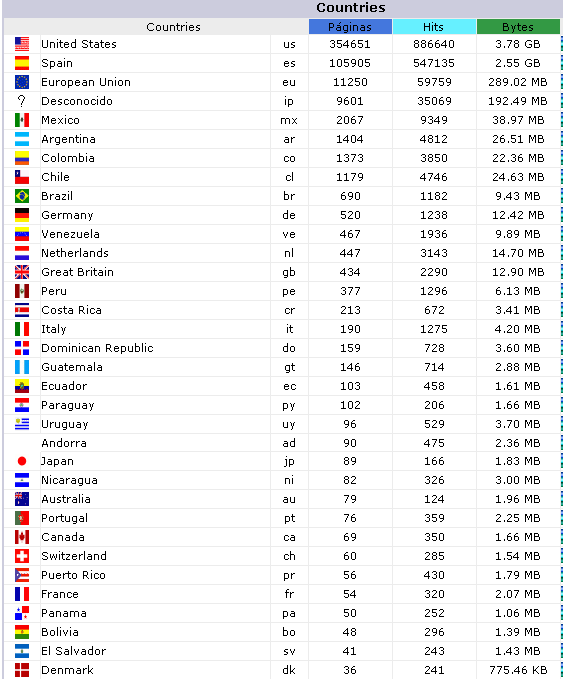 Countries
Countries Páginas Hits Bytes
United States us 354651 886640 3.78 GB
Spain es 105905 547135 2.55 GB
European Union eu 11250 59759 289.02 MB
? Desconocido ip 9601 35069 192.49 MB
Mexico mx 2067 9349 38.97 MB
Argentina ar 1404 4812 26.51 MB
Colombia co 1373 3850 22.36 MB
Chile cl 1179 4746 24.63 MB
Brazil br 690 1182 9.43 MB
Germany de 520 1238 12.42 MB
Venezuela ve 467 1936 9.89 MB
Netherlands nl 447 3143 14.70 MB
Great Britain gb 434 2290 12.90 MB
Peru pe 377 1296 6.13 MB
Costa Rica cr 213 672 3.41 MB
Italy it 190 1275 4.20 MB
Dominican Republic do 159 728 3.60 MB
Guatemala gt 146 714 2.88 MB
Ecuador ec 103 458 1.61 MB
Paraguay py 102 206 1.66 MB
Uruguay uy 96 529 3.70 MB
Andorra ad 90 475 2.36 MB
Japan jp 89 166 1.83 MB
Nicaragua ni 82 326 3.00 MB
Australia au 79 124 1.96 MB
Portugal pt 76 359 2.25 MB
Canada ca 69 350 1.66 MB
Switzerland ch 60 285 1.54 MB
Puerto Rico pr 56 430 1.79 MB
France fr 54 320 2.07 MB
Panama pa 50 252 1.06 MB
Bolivia bo 48 296 1.39 MB
El Salvador sv 41 243 1.43 MB
Denmark dk 36 241 775.46 KB